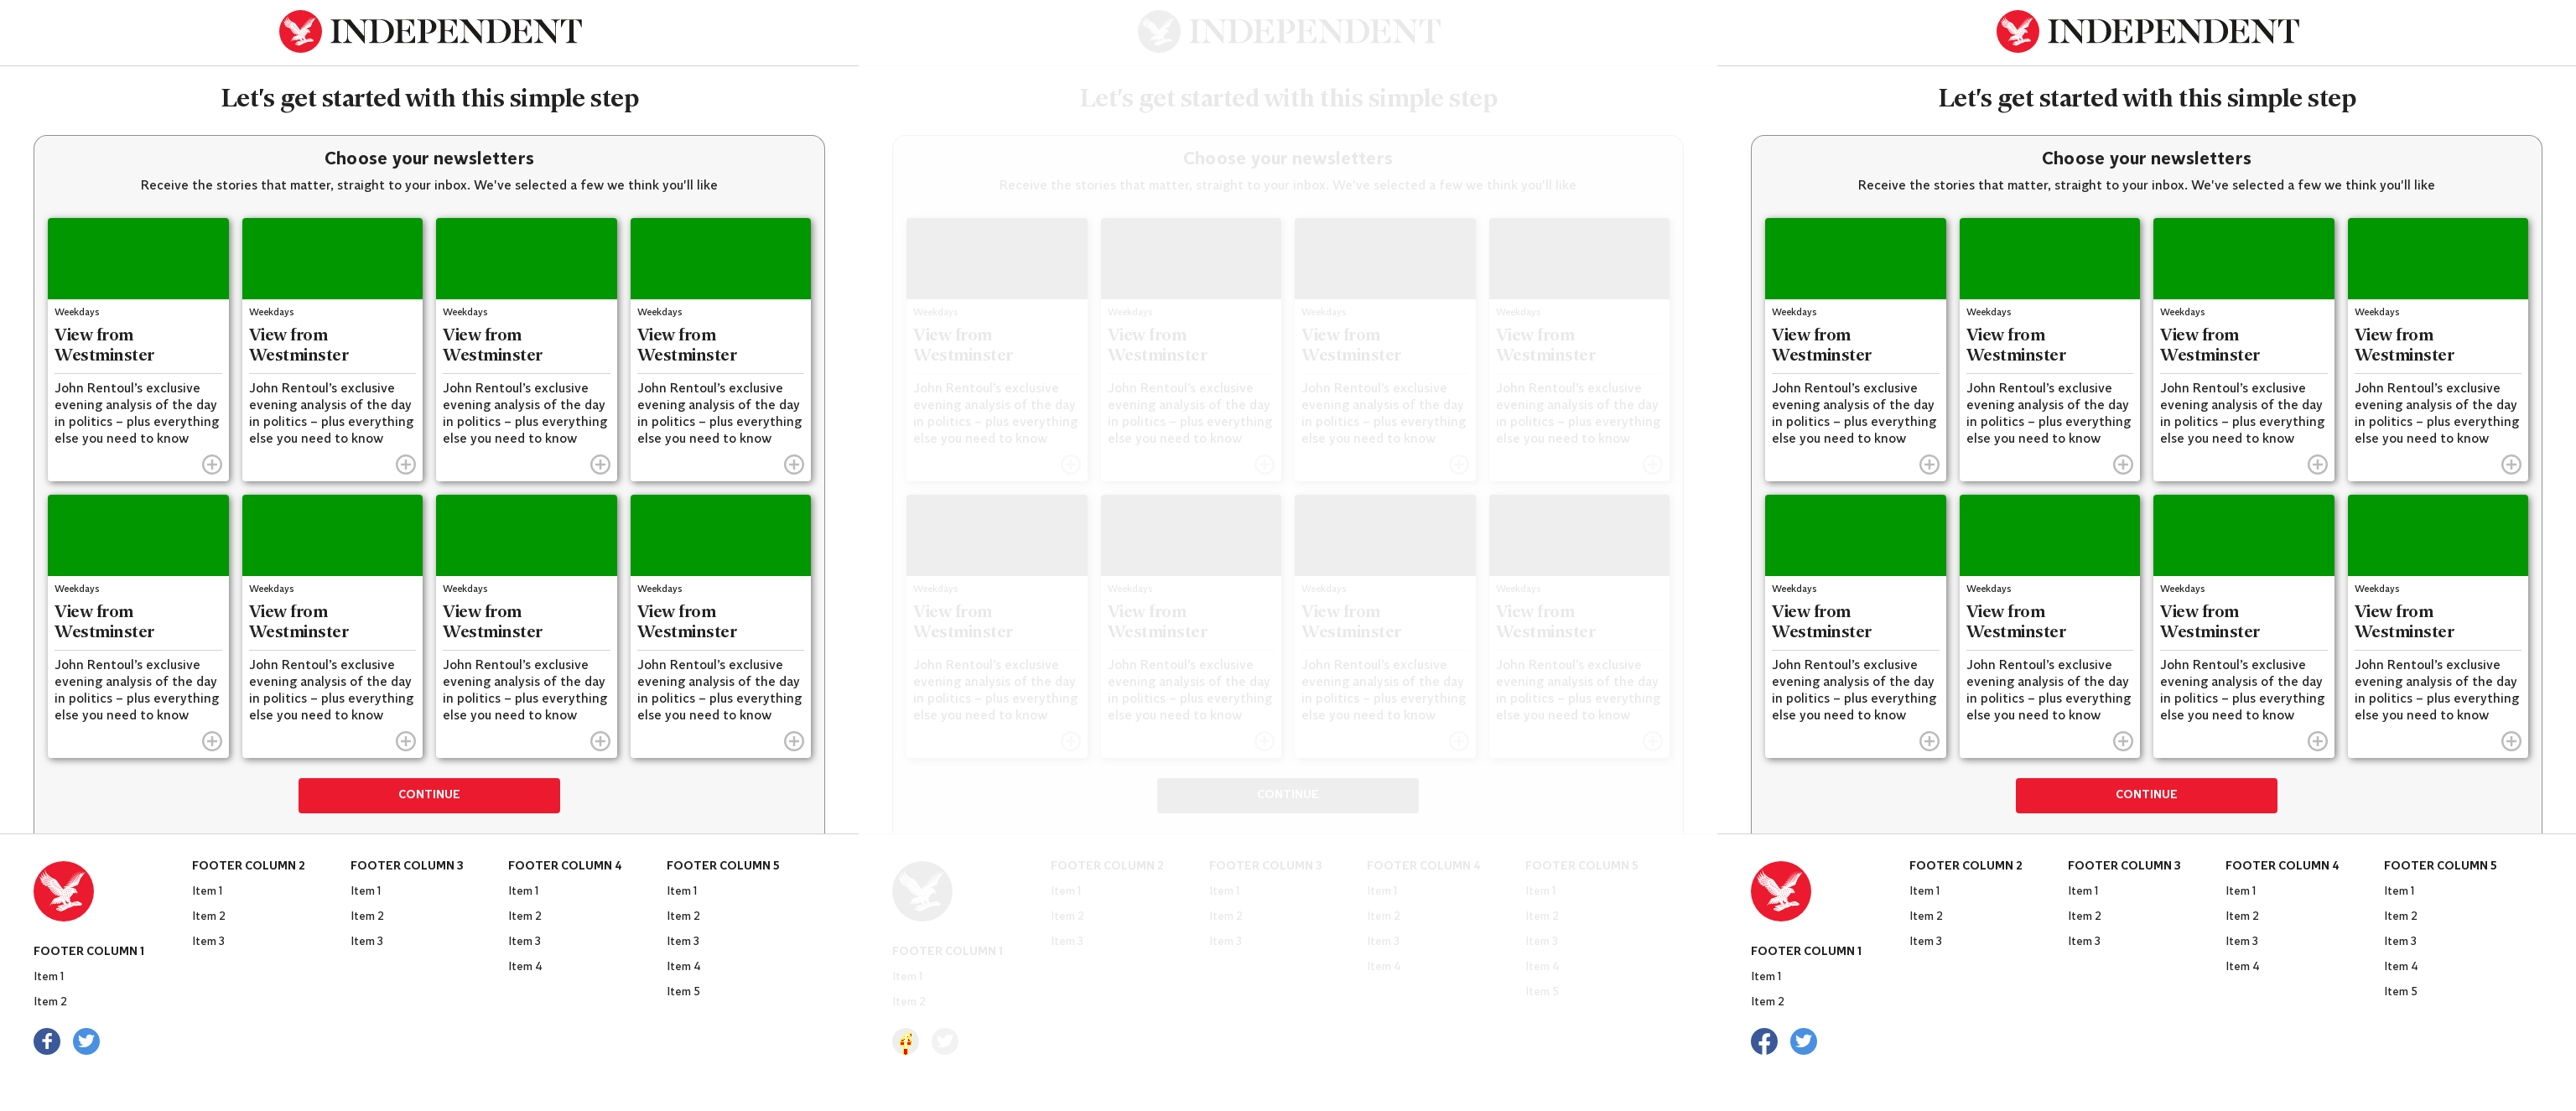 INDEPENDENT
Let's get started with this simple step
Choose your newsletters
Receive the stories that matter, straight to your inbox. We've selected a few we think you'll like
Weekdays
View from
Westminster
John Rentoul's exclusive
evening analysis of the day
in politics – plus everything
else you need to know
Weekdays
View from
Westminster
John Rentoul's exclusive
evening analysis of the day
in politics – plus everything
else you need to know
Weekdays
View from
Westminster
John Rentoul's exclusive
evening analysis of the day
in politics – plus everything
else you need to know
Weekdays
View from
Westminster
John Rentoul's exclusive
evening analysis of the day
in politics – plus everything
else you need to know
Weekdays
View from
Westminster
John Rentoul's exclusive
evening analysis of the day
in politics – plus everything
else you need to know
Weekdays
View from
Westminster
John Rentoul's exclusive
evening analysis of the day
in politics – plus everything
else you need to know
Weekdays
View from
Westminster
John Rentoul's exclusive
evening analysis of the day
in politics – plus everything
else you need to know
Weekdays
View from
Westminster
John Rentoul's exclusive
evening analysis of the day
in politics – plus everything
else you need to know
CONTINUE
FOOTER COLUMN 1
Item 1
Item 2
FOOTER COLUMN 2
Item 1
Item 2
Item 3
FOOTER COLUMN 3
Item 1
Item 2
Item 3
FOOTER COLUMN 4
Item 1
Item 2
Item 3
Item 4
FOOTER COLUMN 5
Item 1
Item 2
Item 3
Item 4
Item 5
INDEPENDENT
Let's get started with this simple step
Choose your newsletters
Receive the stories that matter, straight to your inbox. We've selected a few we think you'll like
Weekdays
View from
Westminster
John Rentoul's exclusive
evening analysis of the day
in politics – plus everything
else you need to know
Weekdays
View from
Westminster
John Rentoul's exclusive
evening analysis of the day
in politics – plus everything
else you need to know
Weekdays
View from
Westminster
John Rentoul's exclusive
evening analysis of the day
in politics – plus everything
else you need to know
Weekdays
View from
Westminster
John Rentoul's exclusive
evening analysis of the day
in politics – plus everything
else you need to know
Weekdays
View from
Westminster
John Rentoul's exclusive
evening analysis of the day
in politics – plus everything
else you need to know
Weekdays
View from
Westminster
John Rentoul's exclusive
evening analysis of the day
in politics – plus everything
else you need to know
Weekdays
View from
Westminster
John Rentoul's exclusive
evening analysis of the day
in politics – plus everything
else you need to know
Weekdays
View from
Westminster
John Rentoul's exclusive
evening analysis of the day
in politics – plus everything
else you need to know
CONTINUE
FOOTER COLUMN 1
Item 1
Item 2
FOOTER COLUMN 2
Item 1
Item 2
Item 3
FOOTER COLUMN 3
Item 1
Item 2
Item 3
FOOTER COLUMN 4
Item 1
Item 2
Item 3
Item 4
FOOTER COLUMN 5
Item 1
Item 2
Item 3
Item 4
Item 5
INDEPENDENT
Let's get started with this simple step
Choose your newsletters
Receive the stories that matter, straight to your inbox. We've selected a few we think you'll like
Weekdays
View from
Westminster
John Rentoul's exclusive
evening analysis of the day
in politics – plus everything
else you need to know
Weekdays
View from
Westminster
John Rentoul's exclusive
evening analysis of the day
in politics – plus everything
else you need to know
Weekdays
View from
Westminster
John Rentoul's exclusive
evening analysis of the day
in politics – plus everything
else you need to know
Weekdays
View from
Westminster
John Rentoul's exclusive
evening analysis of the day
in politics – plus everything
else you need to know
Weekdays
View from
Westminster
John Rentoul's exclusive
evening analysis of the day
in politics – plus everything
else you need to know
Weekdays
View from
Westminster
John Rentoul's exclusive
evening analysis of the day
in politics – plus everything
else you need to know
Weekdays
View from
Westminster
John Rentoul's exclusive
evening analysis of the day
in politics – plus everything
else you need to know
Weekdays
View from
Westminster
John Rentoul's exclusive
evening analysis of the day
in politics – plus everything
else you need to know
CONTINUE
FOOTER COLUMN 1
Item 1
Item 2
FOOTER COLUMN 2
Item 1
Item 2
Item 3
FOOTER COLUMN 3
Item 1
Item 2
Item 3
FOOTER COLUMN 4
Item 1
Item 2
Item 3
Item 4
FOOTER COLUMN 5
Item 1
Item 2
Item 3
Item 4
Item 5